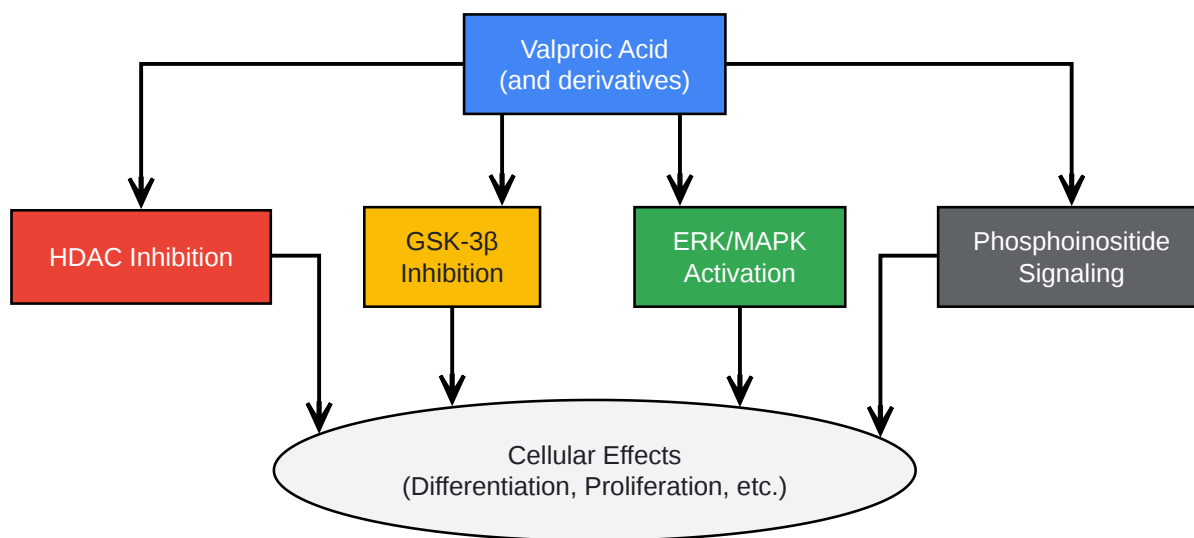 Valproic Acid
(and derivatives)
HDAC Inhibition
GSK-3β
Inhibition
ERK/MAPK
Activation
Phosphoinositide
Signaling
Cellular Effects
(Differentiation, Proliferation, etc.)